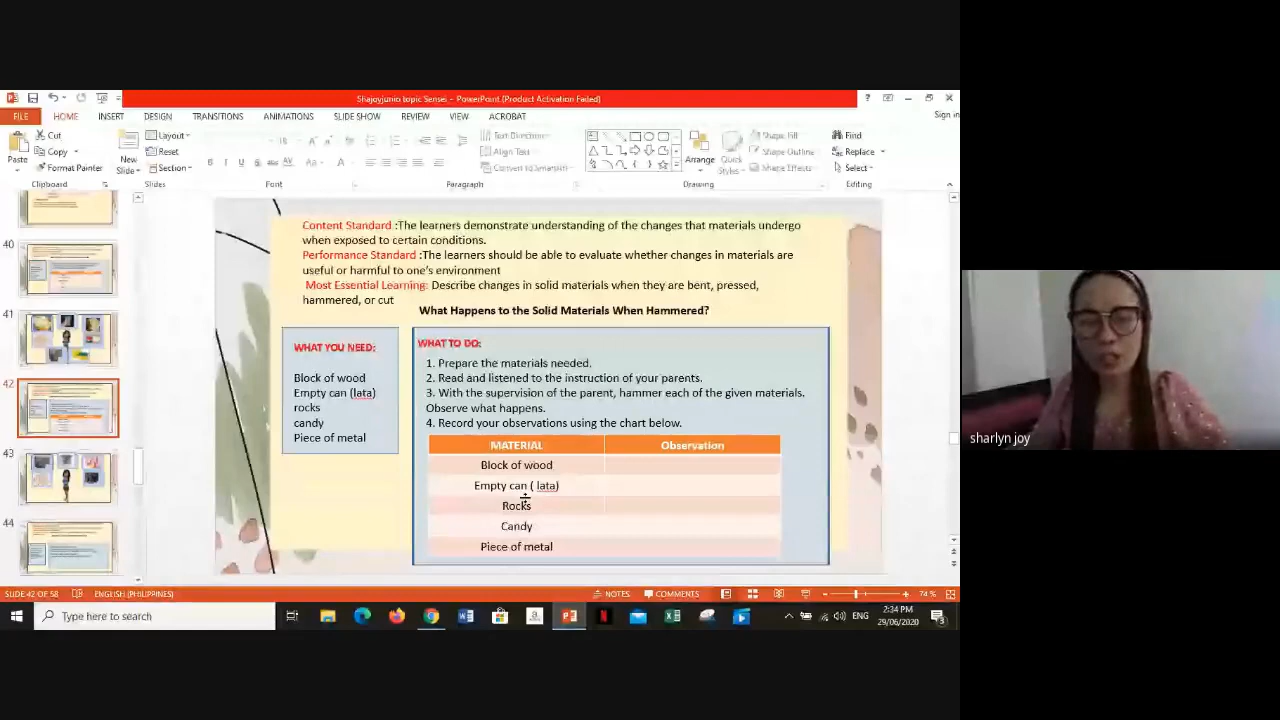 Shajoyjunio topic Sensei - PowerPoint (Product Activation Failed)
Sign in
FILE HOME INSERT DESIGN TRANSITIONS ANIMATIONS SLIDE SHOW REVIEW VIEW ACROBAT
Paste
Cut
Copy
Format Painter
Clipboard
New
Slide
Layout
Reset
Section
Slides
Font
Text Direction
Align Text
Convert to SmartArt
Paragraph
Arrange
Quick
Styles
Shape Fill
Shape Outline
Shape Effects
Drawing
Find
Replace
Select
Editing
40
41
42
43
44
Content Standard :The learners demonstrate understanding of the changes that materials undergo
when exposed to certain conditions.
Performance Standard :The learners should be able to evaluate whether changes in materials are
useful or harmful to one's environment
Most Essential Learning: Describe changes in solid materials when they are bent, pressed,
hammered, or cut
What Happens to the Solid Materials When Hammered?
WHAT YOU NEED:
Block of wood
Empty can (lata)
rocks
candy
Piece of metal
WHAT TO DO:
1. Prepare the materials needed.
2. Read and listened to the instruction of your parents.
3. With the supervision of the parent, hammer each of the given materials.
Observe what happens.
4. Record your observations using the chart below.
MATERIAL Observation
Block of wood
Empty can ( lata)
Rocks
Candy
Piece of metal
sharlyn joy
SLIDE 42 OF 58 ENGLISH (PHILIPPINES) NOTES COMMENTS 74 %
Type here to search
ENG
2:34 PM
29/06/2020